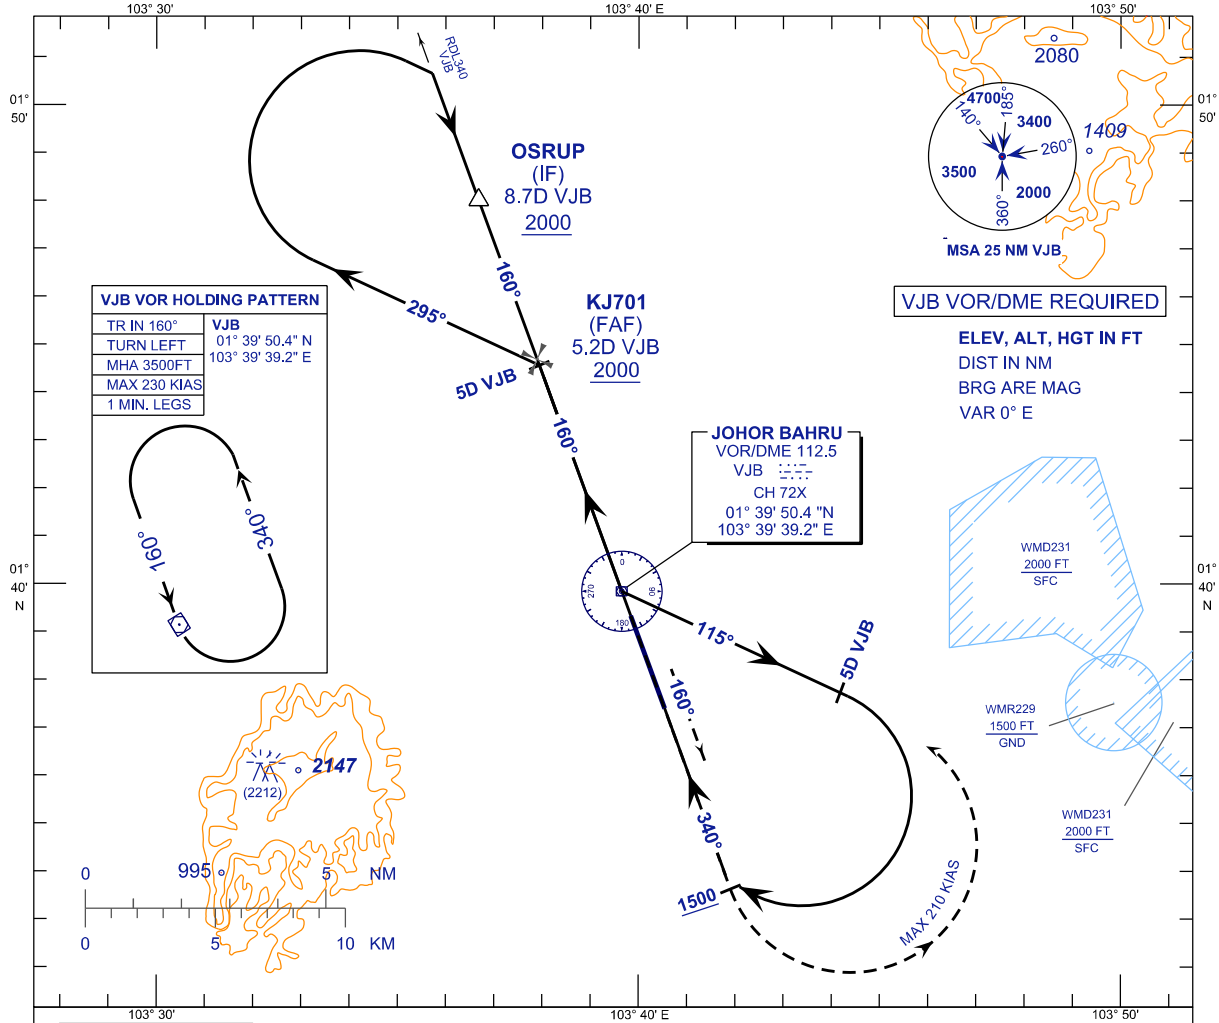 103° 30'
103° 40' E
103° 50'
01°
50'
01°
50'
RDL340
VJB
2080
4700
185°
140°
3400
260°
1409
3500
2000
360°
MSA 25 NM VJB
OSRUP
(IF)
8.7D VJB
2000
160°
295°
KJ701
(FAF)
5.2D VJB
2000
5D VJB
VJB VOR/DME REQUIRED
ELEV, ALT, HGT IN FT
DIST IN NM
BRG ARE MAG
VAR 0° E
VJB VOR HOLDING PATTERN
TR IN 160°
TURN LEFT
MHA 3500FT
MAX 230 KIAS
1 MIN. LEGS
VJB
01° 39' 50.4" N
103° 39' 39.2" E
160°
340°
160°
JOHOR BAHRU
VOR/DME 112.5
VJB
CH 72X
01° 39' 50.4 "N
103° 39' 39.2" E
0
90
180
270
01°
40'
N
01°
40'
N
WMD231
2000 FT
SFC
115°
5D VJB
160°
WMR229
1500 FT
GND
2147
(2212)
WMD231
2000 FT
SFC
340°
995
1500
MAX 210 KIAS
0
5
NM
0
5
10
KM
103° 30'
103° 40' E
103° 50'